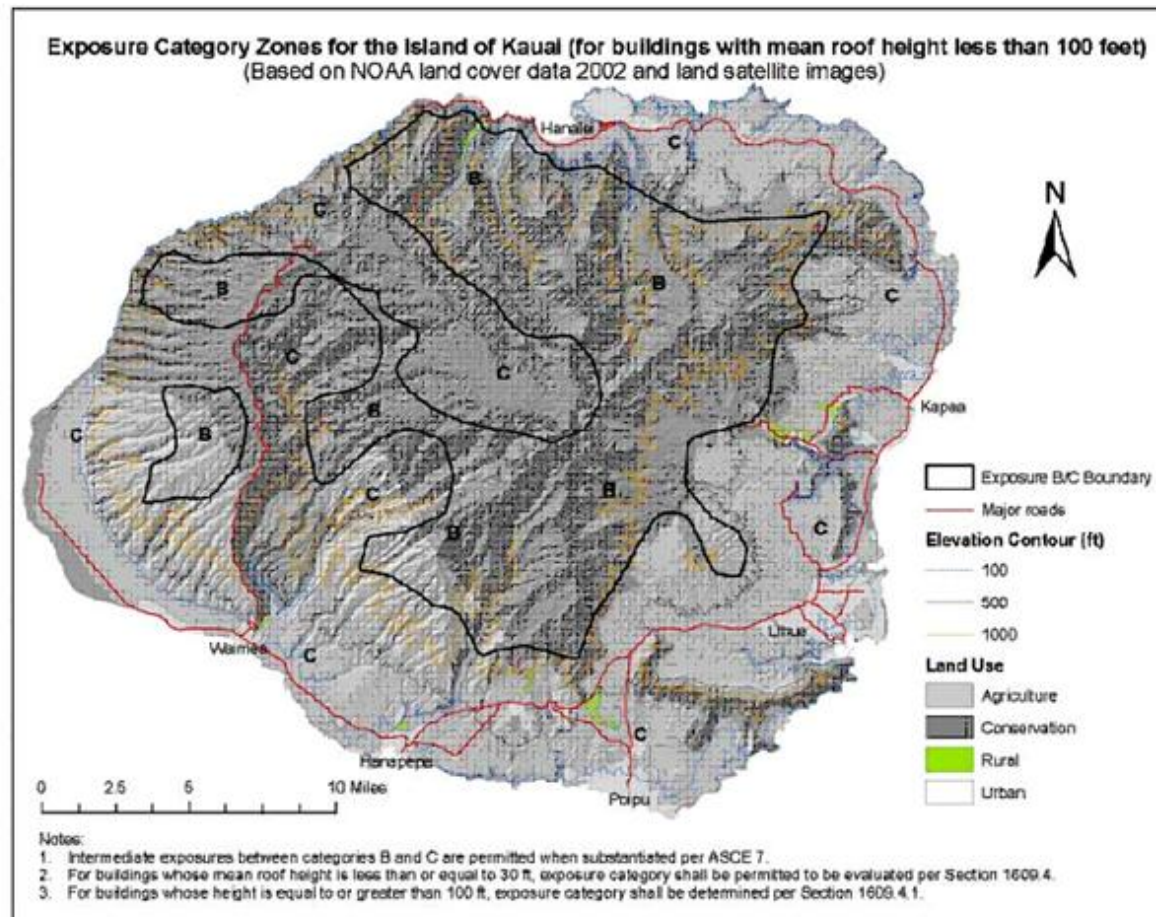 Exposure Category Zones for the Island of Kauai (for buildings with mean roof height less than 100 feet)
(Based on NOAA land cover data 2002 and land satellite images)
Hanalei
C
B
N
C
B
B
C
C
C
B
Kapaa
C
B
C
B
C
B
C
Exposure B/C Boundary
Major roads
Elevation Contour (ft)
100
500
1000
Land Use
Agriculture
Conservation
Rural
Urban
Lihue
Waimea
C
C
Hanapepe
Poipu
0 2.5 5 10 Miles
Notes:
1. Intermediate exposures between categories B and C are permitted when substantiated per ASCE 7.
2. For buildings whose mean roof height is less than or equal to 30 ft, exposure category shall be permitted to be evaluated per Section 1609.4.
3. For buildings whose height is equal to or greater than 100 ft, exposure category shall be determined per Section 1609.4.1.